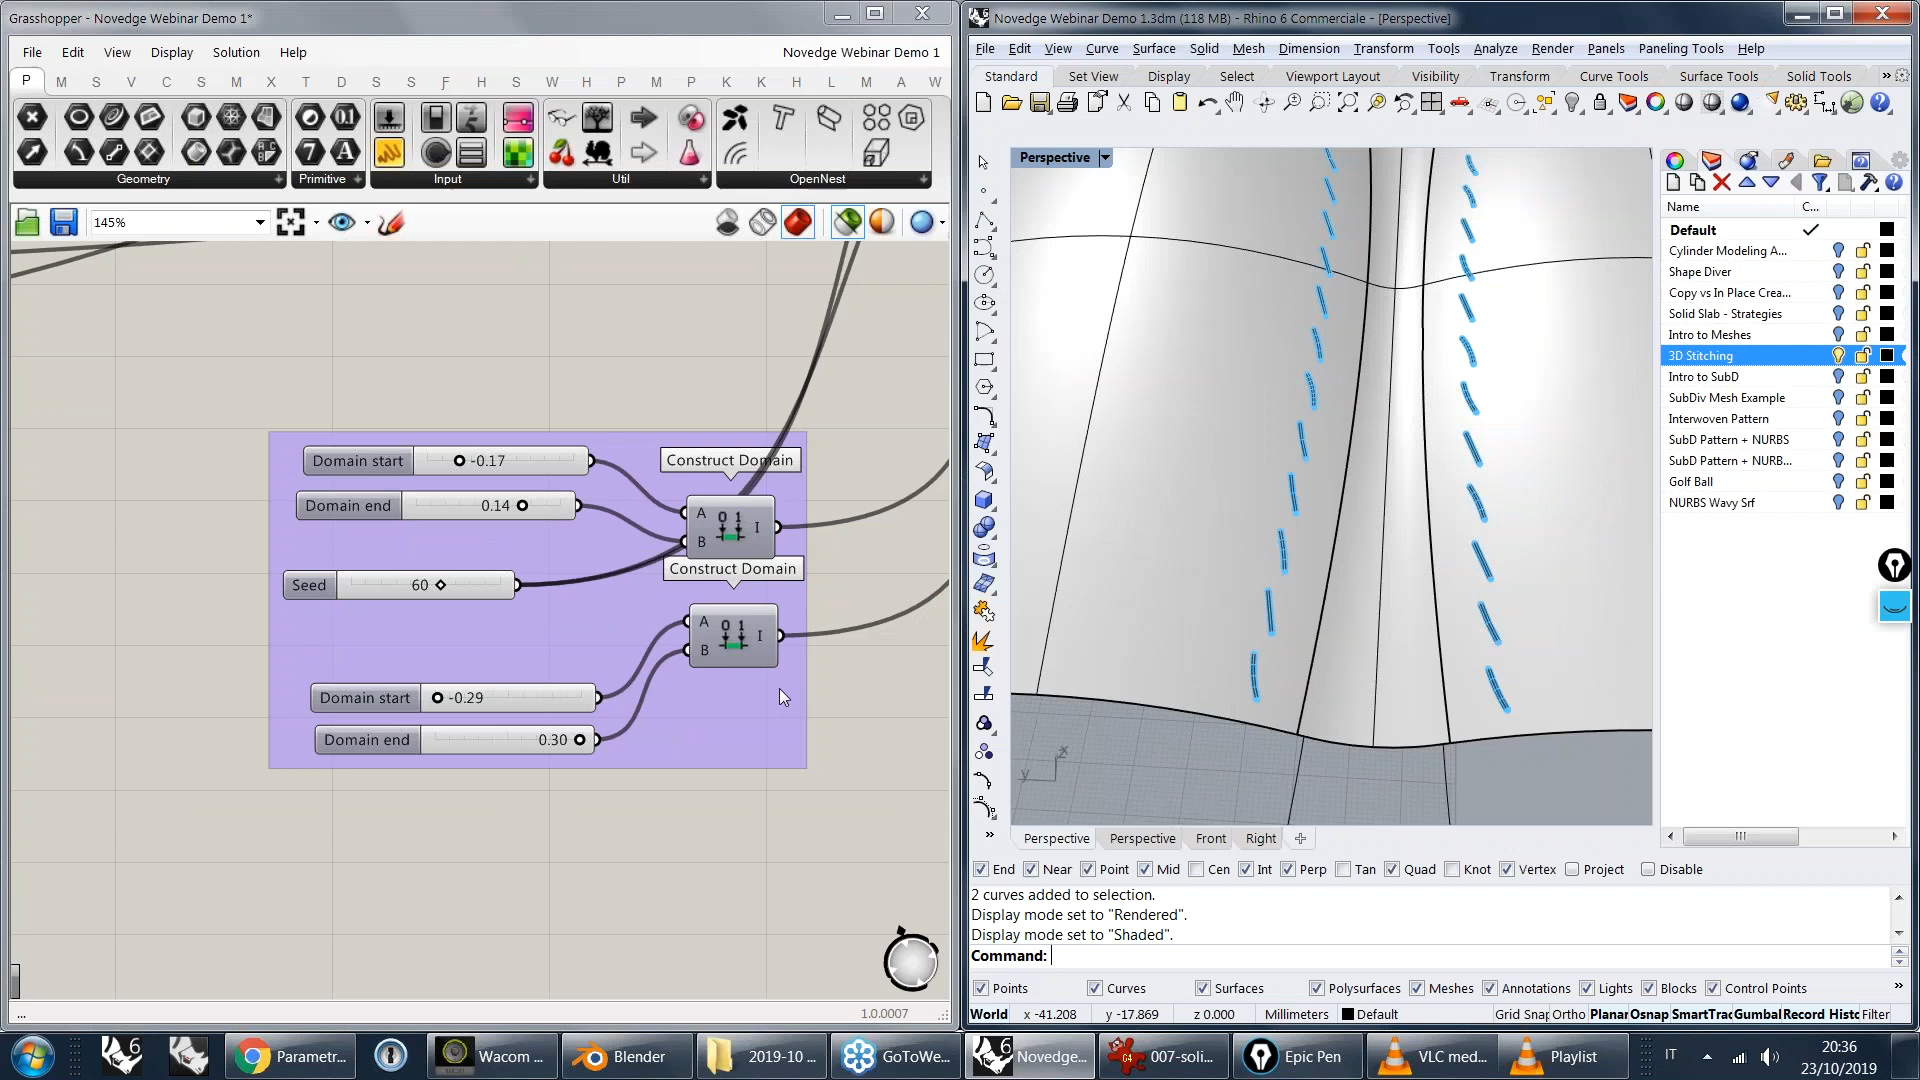 Grasshopper - Novedge Webinar Demo 1*
File Edit View Display Solution Help
Novedge Webinar Demo 1
P M S V C S M X T D S S F H S W H P M P K K H L M A W
Geometry
Primitive
Input
Util
OpenNest
145%
Domain start
-0.17
Domain end
0.14
Seed
60
Construct Domain
A
B
0 1
I
Construct Domain
A
B
0 1
I
Domain start
-0.29
Domain end
0.30
...
1.0.0007
Novedge Webinar Demo 1.3dm (118 MB) - Rhino 6 Commerciale - [Perspective]
File Edit View Curve Surface Solid Mesh Dimension Transform Tools Analyze Render Panels Paneling Tools Help
Standard Set View Display Select Viewport Layout Visibility Transform Curve Tools Surface Tools Solid Tools »
Perspective
z
y
Name
C...
Default
Cylinder Modeling A...
Shape Diver
Copy vs In Place Crea...
Solid Slab - Strategies
Intro to Meshes
3D Stitching
Intro to SubD
SubDiv Mesh Example
Interwoven Pattern
SubD Pattern + NURBS
SubD Pattern + NURB...
Golf Ball
NURBS Wavy Srf
Perspective Perspective Front Right
End Near Point Mid Cen Int Perp Tan Quad Knot Vertex Project Disable
2 curves added to selection.
Display mode set to "Rendered".
Display mode set to "Shaded".
Command:
Points Curves Surfaces Polysurfaces Meshes Annotations Lights Blocks Control Points »
World x -41.208 y -17.869 z 0.000 Millimeters Default Grid Snap Ortho Planar Osnap SmartTrac Gumbal Record Histo Filter
6
Parametr...
Wacom ...
Blender
2019-10 ...
GoToWe...
Novedge...
007-soli...
Epic Pen
VLC med...
Playlist
IT
20:36
23/10/2019